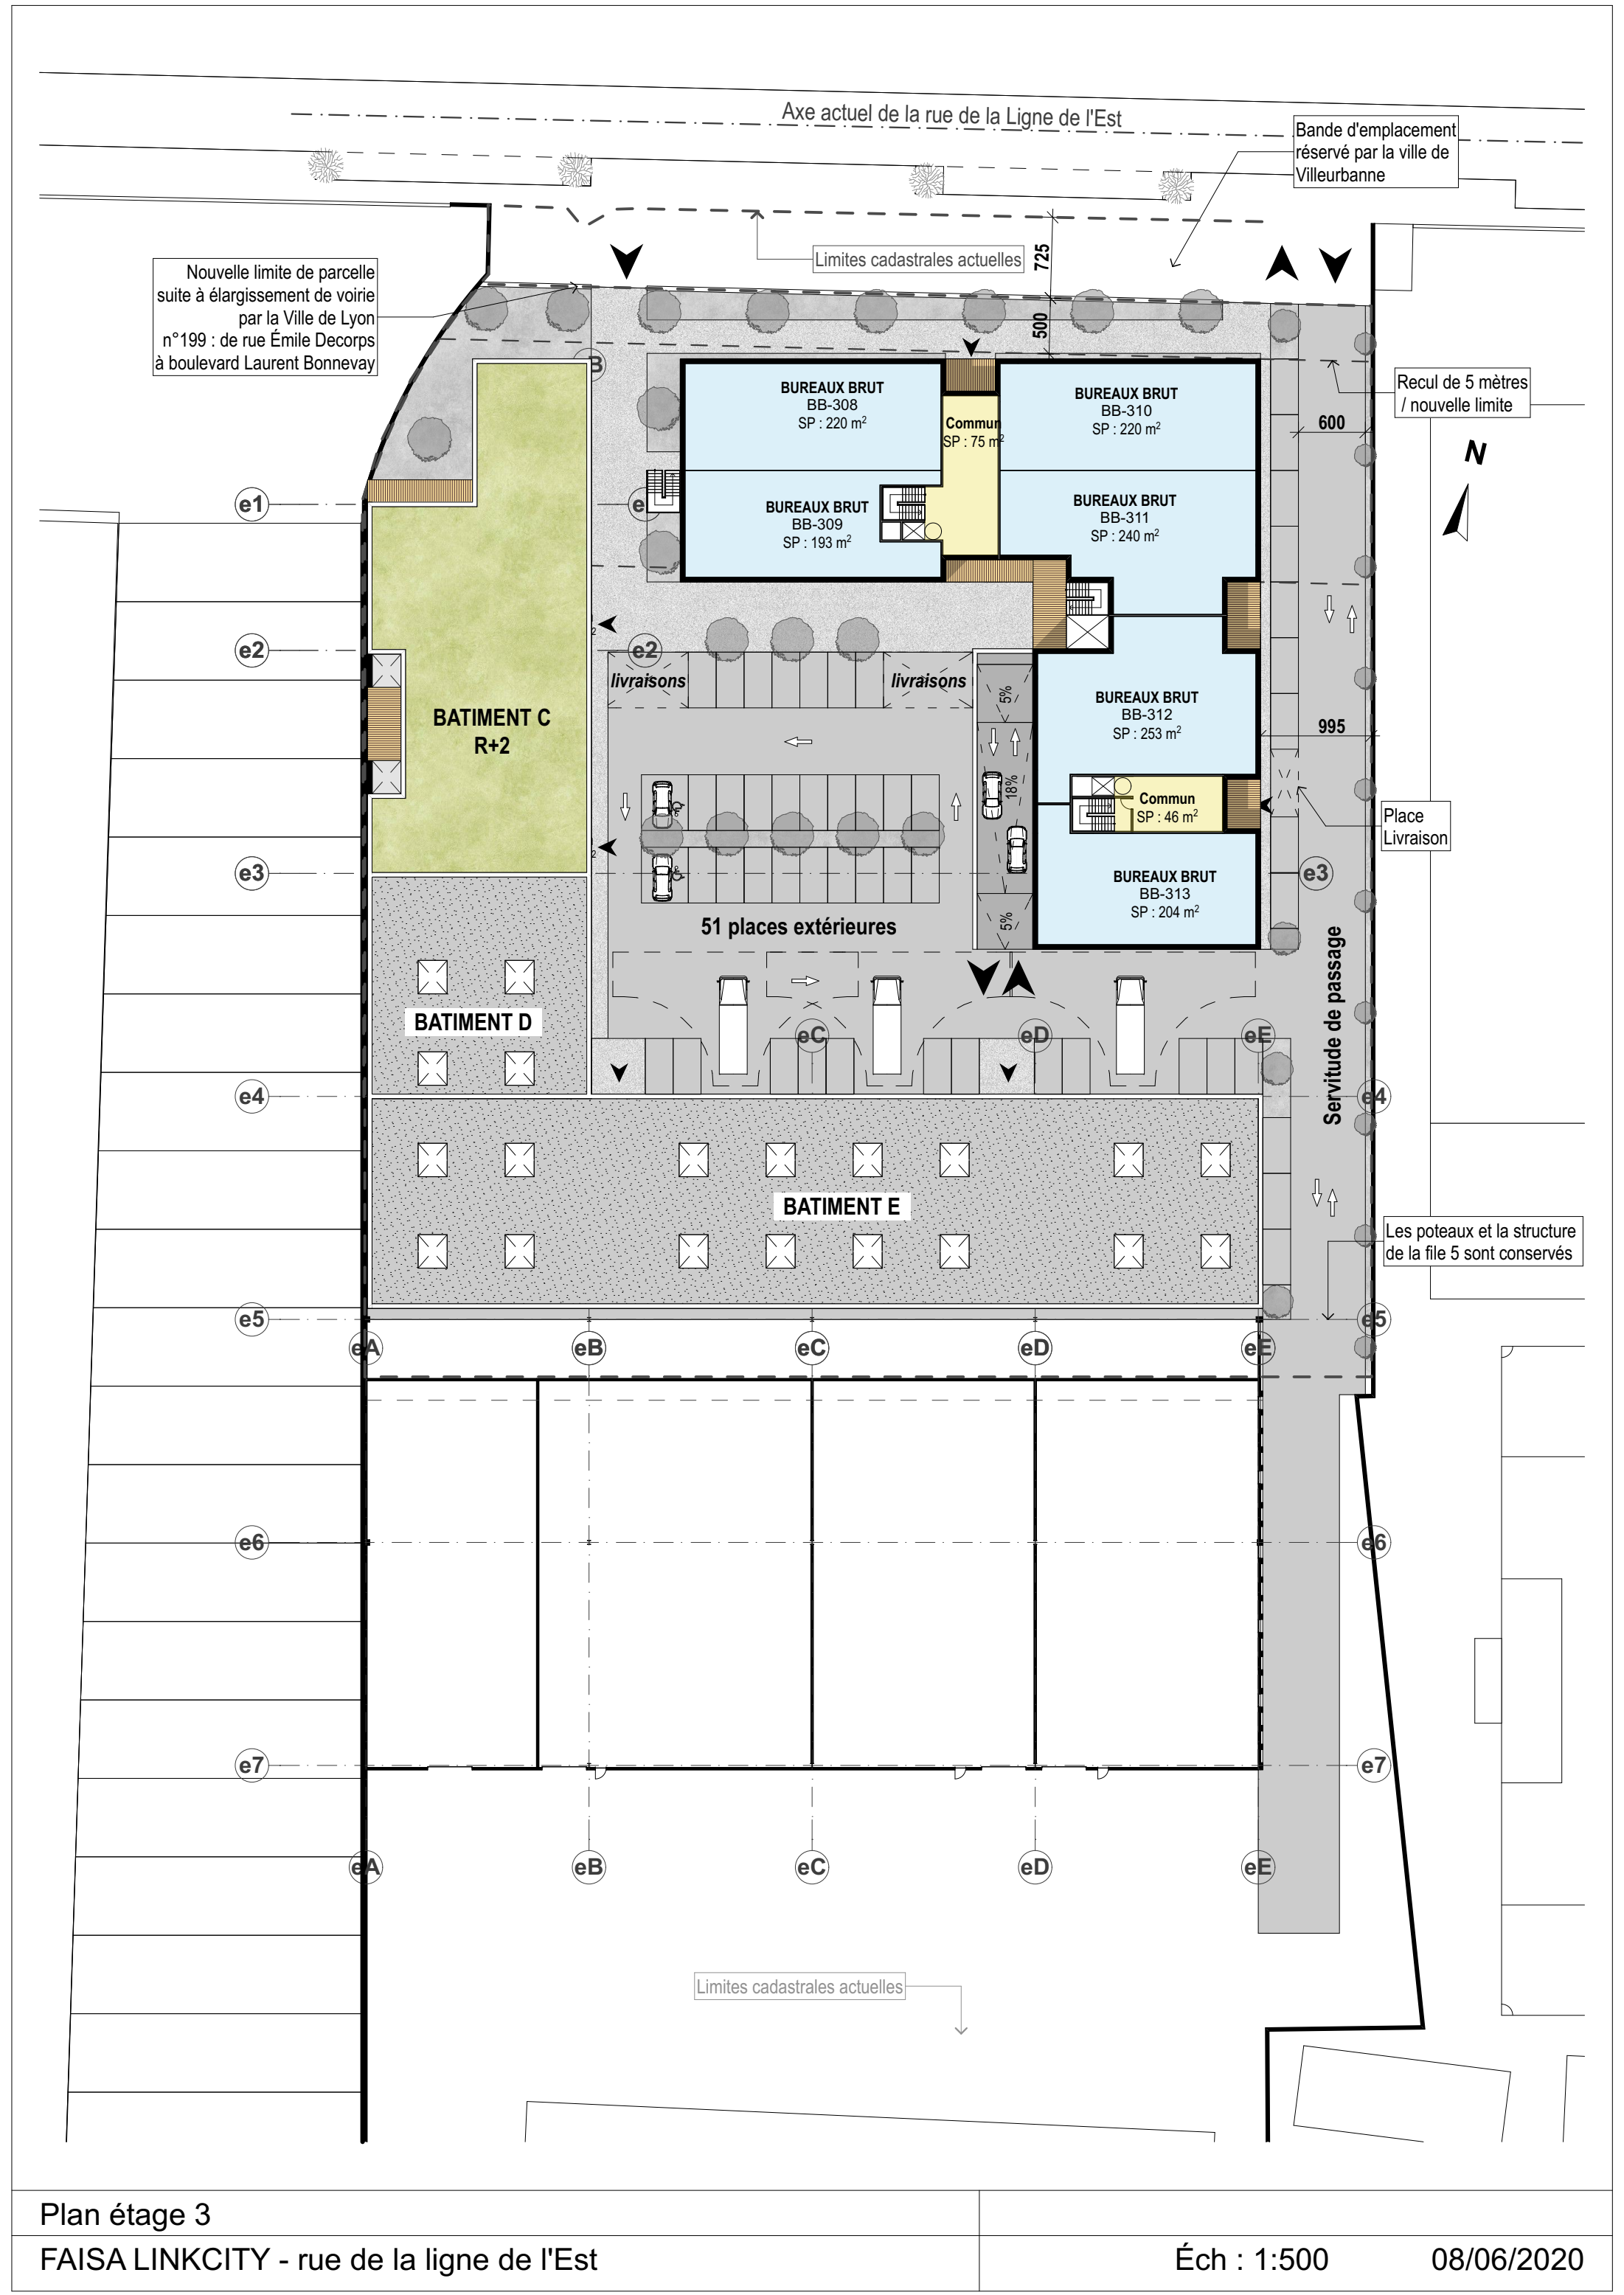 Axe actuel de la rue de la Ligne de l'Est
Bande d'emplacement
réservé par la ville de
Villeurbanne
Limites cadastrales actuelles
725
Nouvelle limite de parcelle
suite à élargissement de voirie
par la Ville de Lyon
n°199 : de rue Émile Decorps
à boulevard Laurent Bonnevay
500
B
Recul de 5 mètres
/ nouvelle limite
600
N
BUREAUX BRUT
BB-308
SP : 220 m²
Commun
SP : 75 m²
BUREAUX BRUT
BB-310
SP : 220 m²
e1
e
BUREAUX BRUT
BB-309
SP : 193 m²
BUREAUX BRUT
BB-311
SP : 240 m²
2
e2
e2
livraisons
livraisons
5%
BATIMENT C
R+2
BUREAUX BRUT
BB-312
SP : 253 m²
995
18%
Commun
SP : 46 m²
Place
Livraison
2
e3
e3
BUREAUX BRUT
BB-313
SP : 204 m²
51 places extérieures
5%
Servitude de passage
BATIMENT D
eC
eD
eE
e4
e4
BATIMENT E
Les poteaux et la structure
de la file 5 sont conservés
e5
e5
eA
eB
eC
eD
eE
e6
e6
e7
e7
eA
eB
eC
eD
eE
Limites cadastrales actuelles
Plan étage 3
FAISA LINKCITY - rue de la ligne de l'Est
Éch : 1:500
08/06/2020